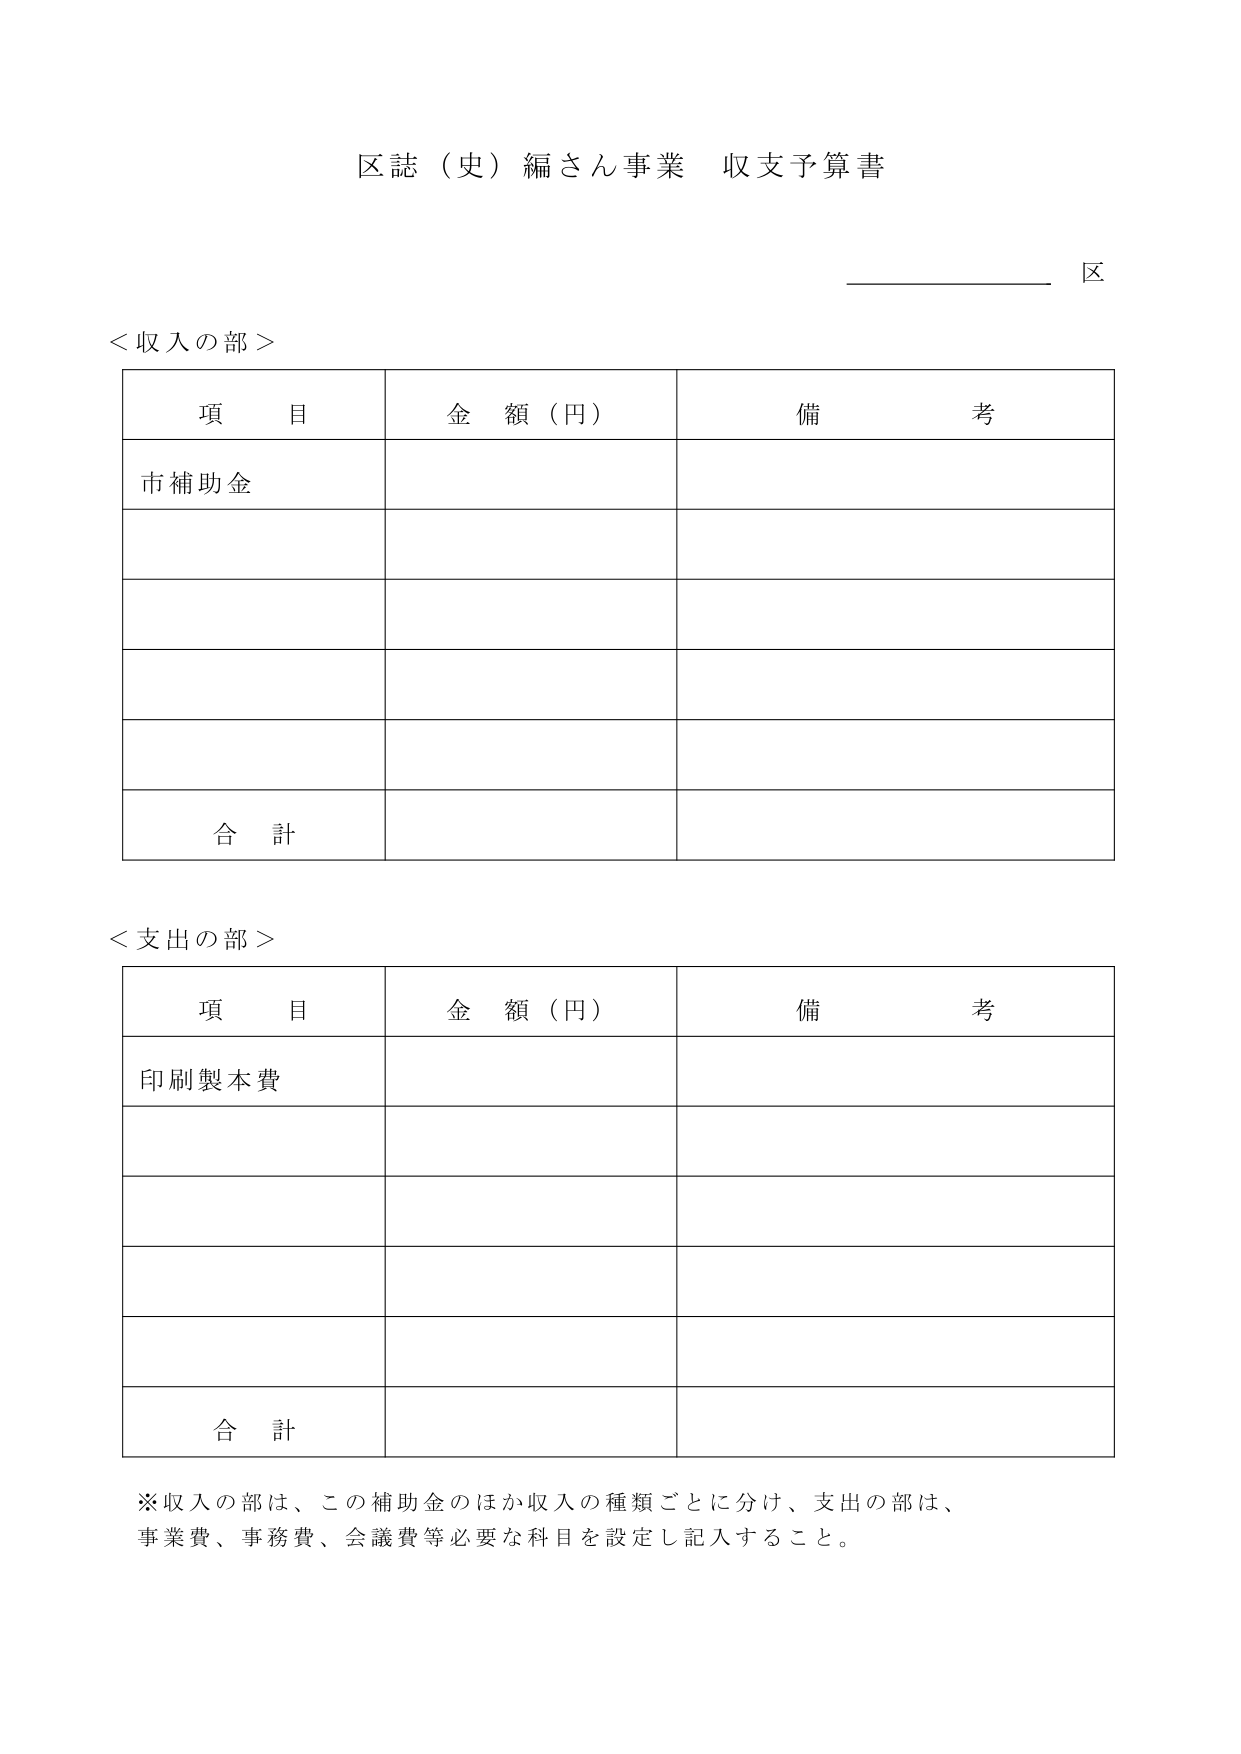 区誌（史）編さん事業　収支予算書
区
＜収入の部＞
項　　目　金　額（円）　備　　　　　考
市補助金
合　計
＜支出の部＞
項　　目　金　額（円）　備　　　　　考
印刷製本費
合　計
※収入の部は、この補助金のほか収入の種類ごとに分け、支出の部は、
事業費、事務費、会議費等必要な科目を設定し記入すること。